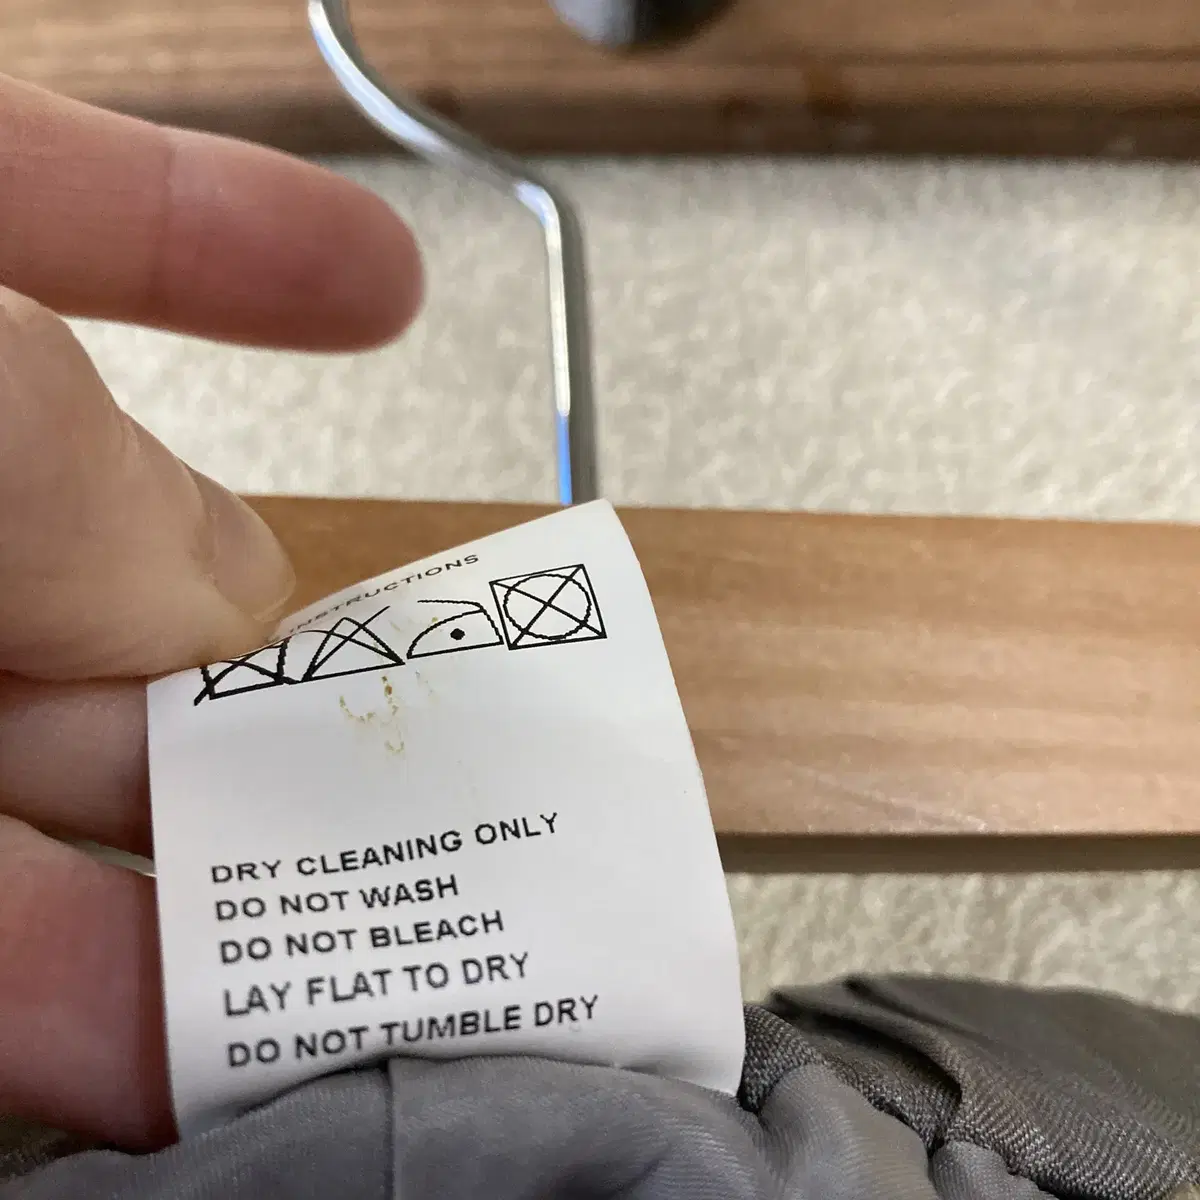 INSTRUCTIONS
DRY CLEANING ONLY
DO NOT WASH
DO NOT BLEACH
LAY FLAT TO DRY
DO NOT TUMBLE DRY